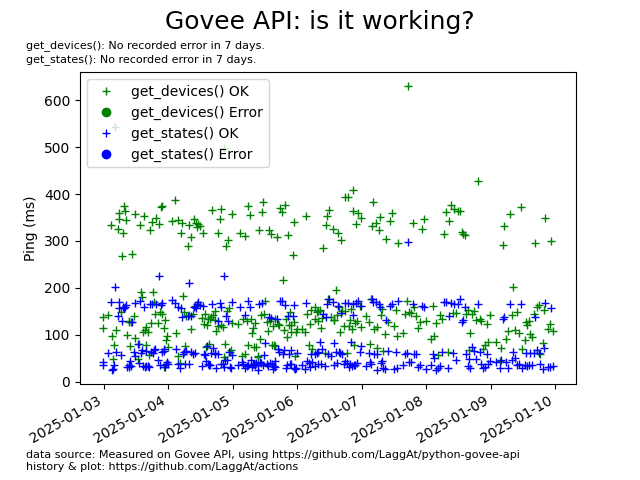 Govee API: is it working?
get_devices(): No recorded error in 7 days.
get_states(): No recorded error in 7 days.
get_devices() OK
get_devices() Error
get_states() OK
get_states() Error
Ping (ms)
600
500
400
300
200
100
0
2025-01-03
2025-01-04
2025-01-05
2025-01-06
2025-01-07
2025-01-08
2025-01-09
2025-01-10
data source: Measured on Govee API, using https://github.com/LaggAt/python-govee-api
history & plot: https://github.com/LaggAt/actions